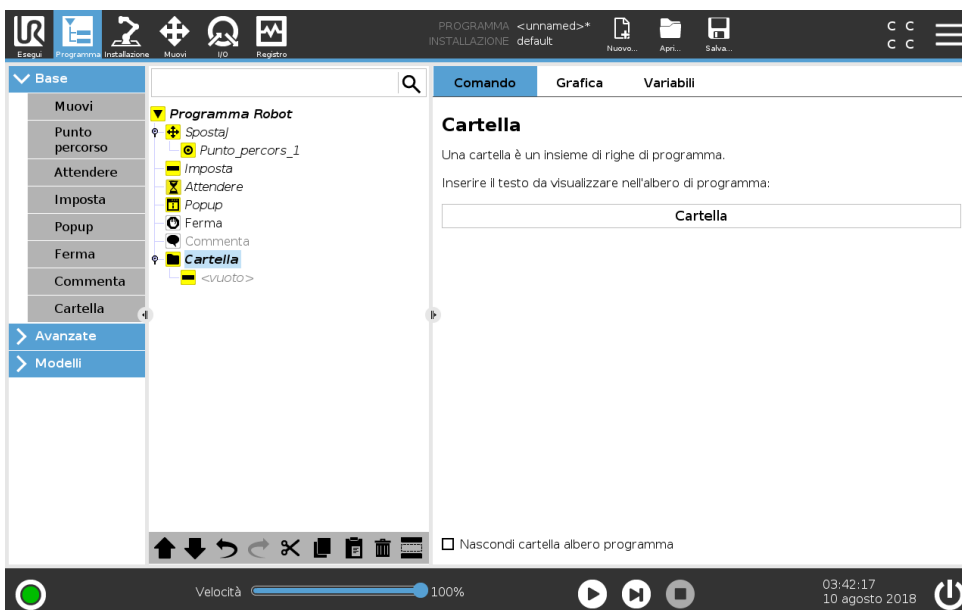 UR
PROGRAMMA <unnamed>*
INSTALLAZIONE default
Nuovo...
Apri...
Salva...
C C
C C
Esegui
Programma
Installazione
Muovi
I/O
Registro
Base
Muovi
Punto
percorso
Attendere
Imposta
Popup
Ferma
Commenta
Cartella
Avanzate
Modelli
Programma Robot
SpostaJ
Punto_percors_1
Imposta
Attendere
Popup
Ferma
Commenta
Cartella
<vuoto>
Comando
Grafica
Variabili
Cartella
Una cartella è un insieme di righe di programma.
Inserire il testo da visualizzare nell'albero di programma:
Cartella
Nascondi cartella albero programma
Velocità
100%
03:42:17
10 agosto 2018